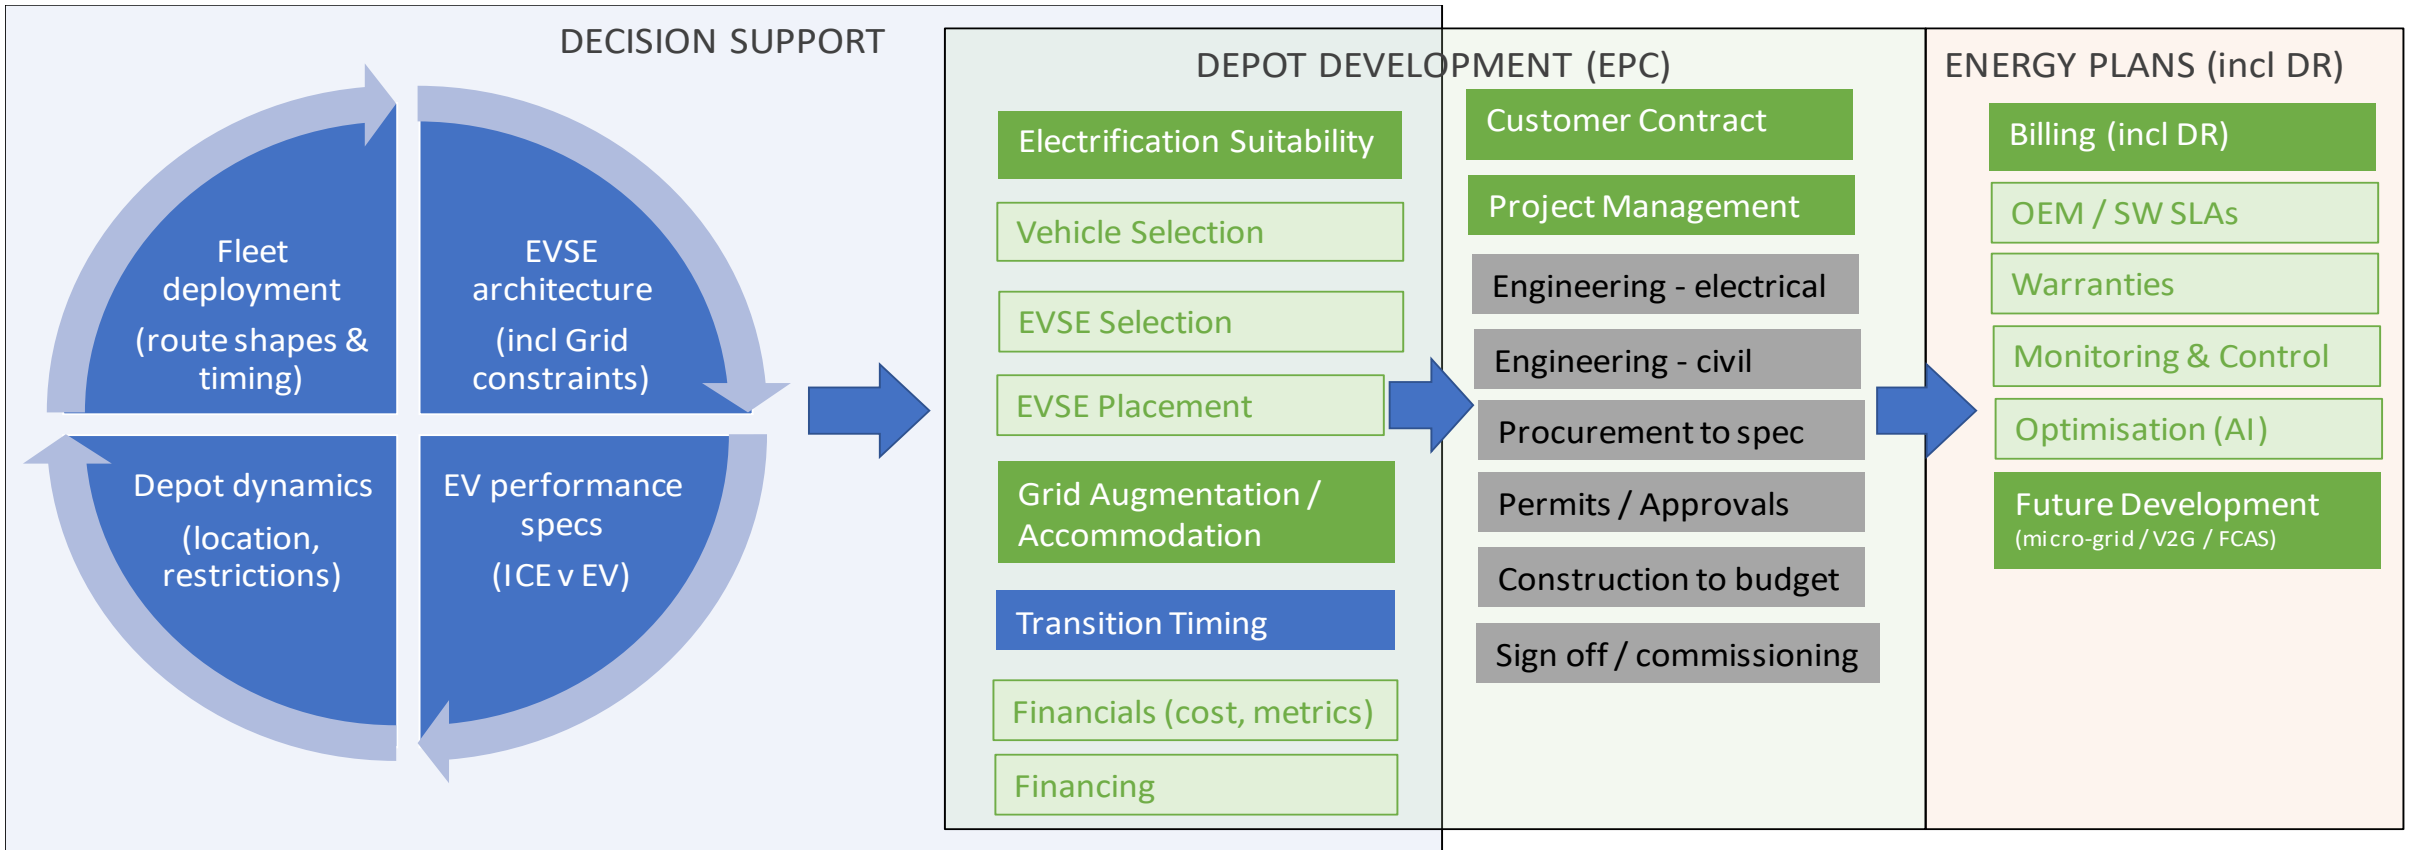 DECISION SUPPORT
Fleet
deployment
(route shapes &
timing)
EVSE
architecture
(incl Grid
constraints)
Depot dynamics
(location,
restrictions)
EV performance
specs
(ICE v EV)
DEPOT DEVELOPMENT (EPC)
Electrification Suitability
Vehicle Selection
EVSE Selection
EVSE Placement
Grid Augmentation /
Accommodation
Transition Timing
Financials (cost, metrics)
Financing
Customer Contract
Project Management
Engineering - electrical
Engineering - civil
Procurement to spec
Permits / Approvals
Construction to budget
Sign off / commissioning
ENERGY PLANS (incl DR)
Billing (incl DR)
OEM / SW SLAs
Warranties
Monitoring & Control
Optimisation (AI)
Future Development
(micro-grid / V2G / FCAS)